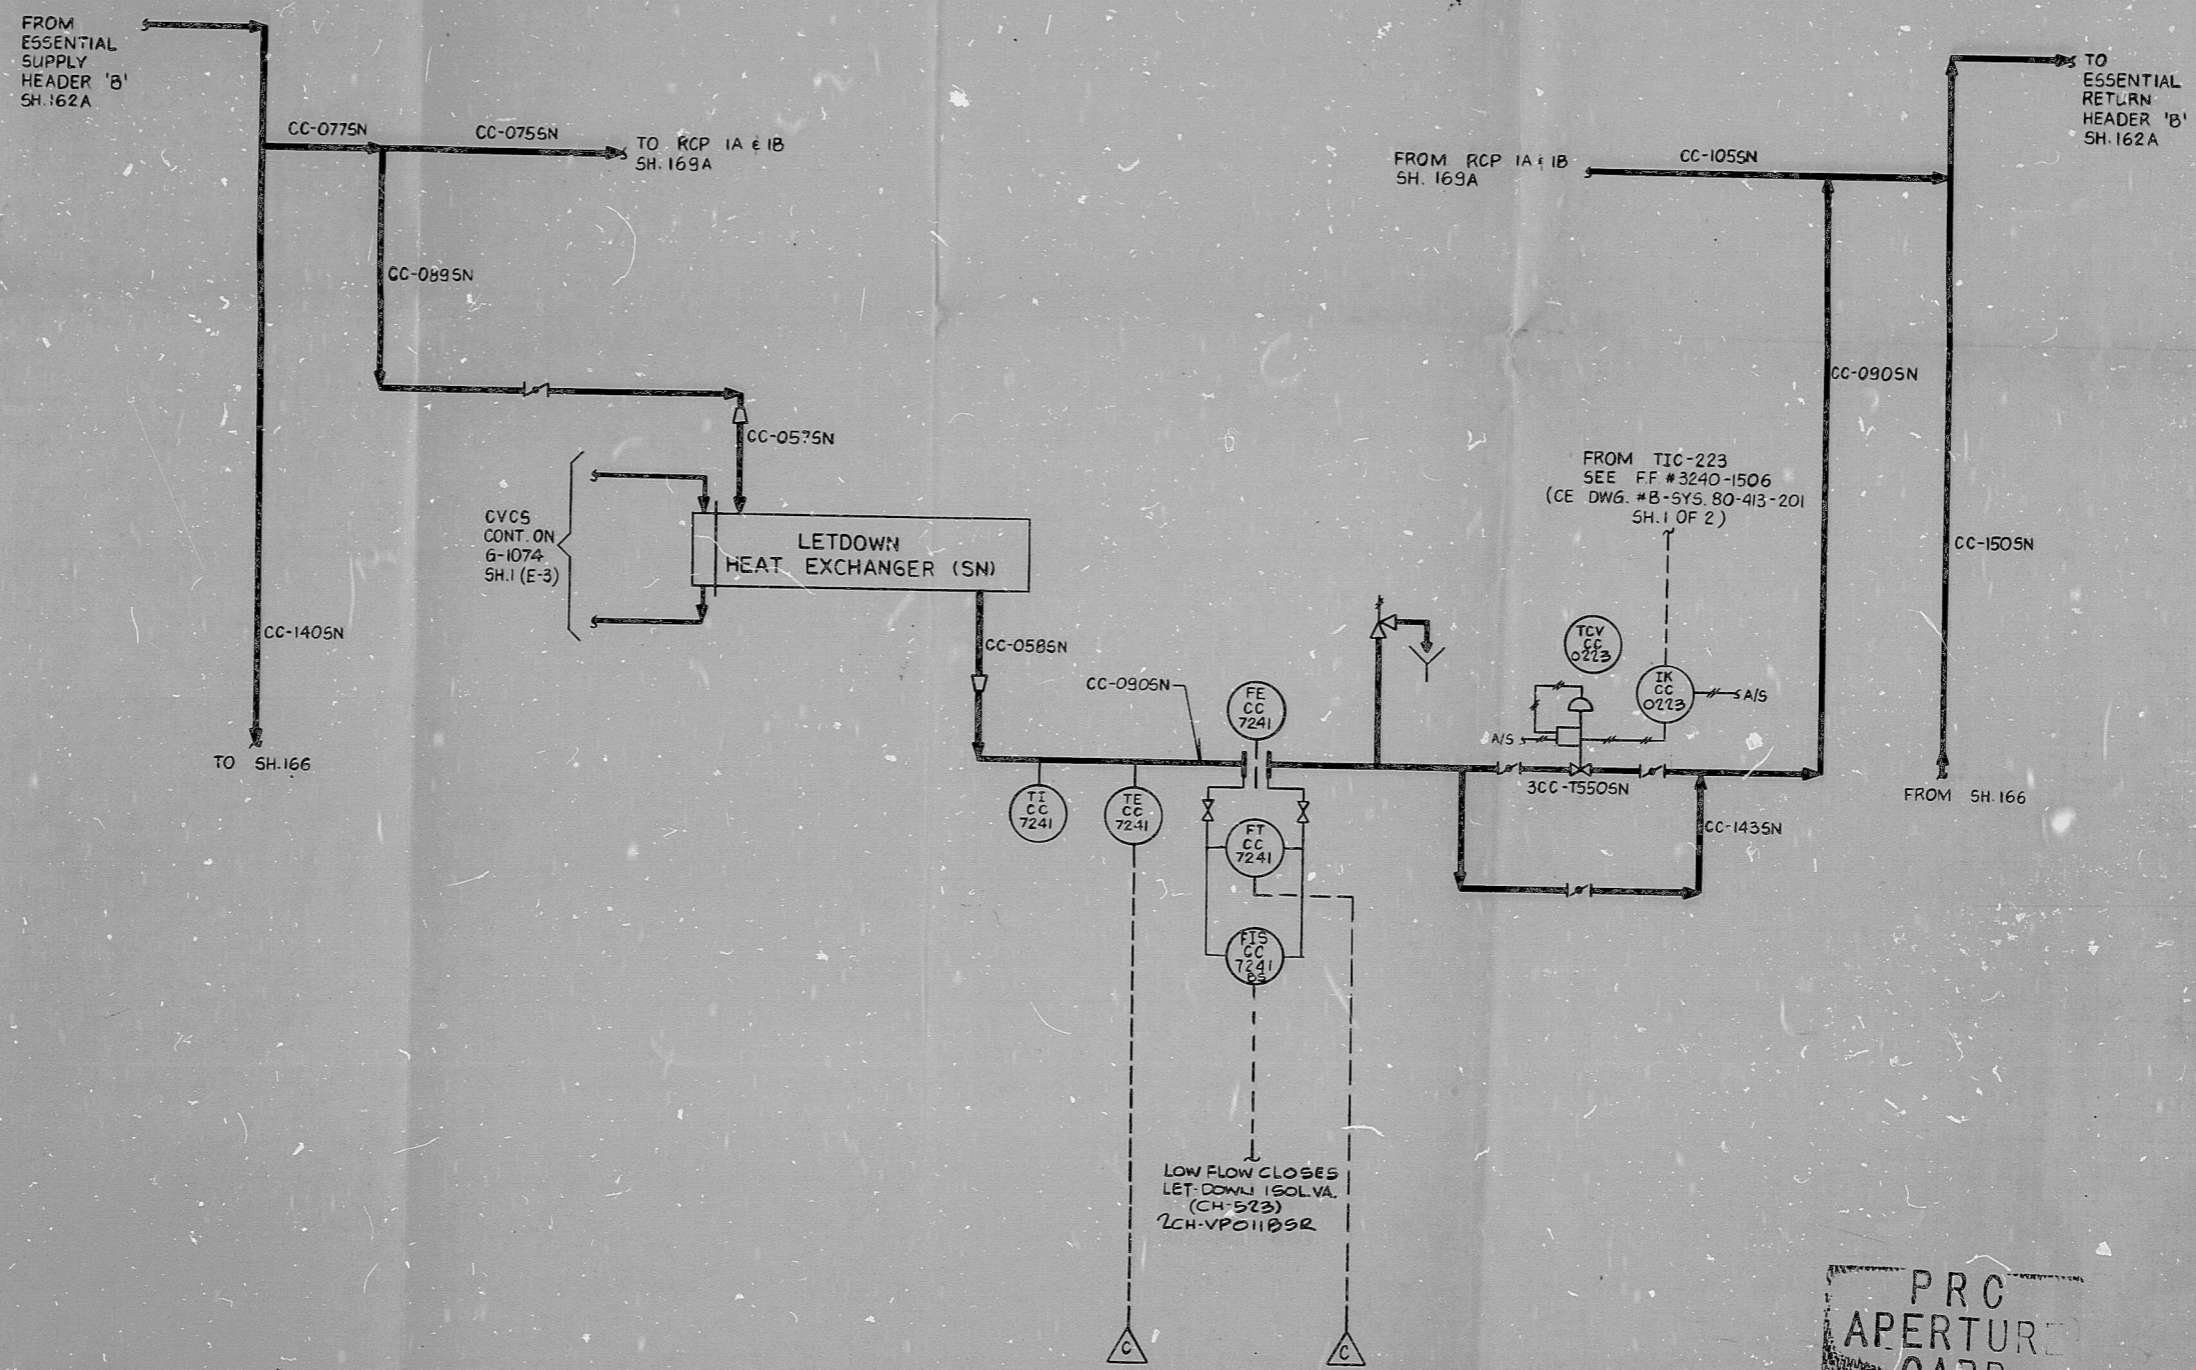 FROM
ESSENTIAL
SUPPLY
HEADER 'B'
SH.162A
CC-077SN
CC-075SN
TO RCP 1A & 1B
SH.169A
CC-089SN
CC-140SN
TO SH.166
CVCS
CONT. ON
G-1074
SH.1 (E-3)
LETDOWN
HEAT EXCHANGER (SN)
CC-058SN
CC-090SN
FE
CC
7241
TI
CC
7241
TE
CC
7241
FT
CC
7241
FIS
CC
7241
BS
LOW FLOW CLOSES
LET-DOWN ISOL.VA.
(CH-523)
2CH-VP011BSR
C
C
FROM RCP 1A & 1B
SH. 169A
CC-105SN
TO
ESSENTIAL
RETURN
HEADER 'B'
SH.162A
CC-090SN
FROM TIC-223
SEE F.F. #3240-1506
(CE DWG. #B-SYS. 80-413-201
SH.1 OF 2)
TCV
CC
0223
IK
CC
0223
A/S
A/S
3CC-T550SN
CC-143SN
CC-150SN
FROM SH.166
PRC
APERTURE